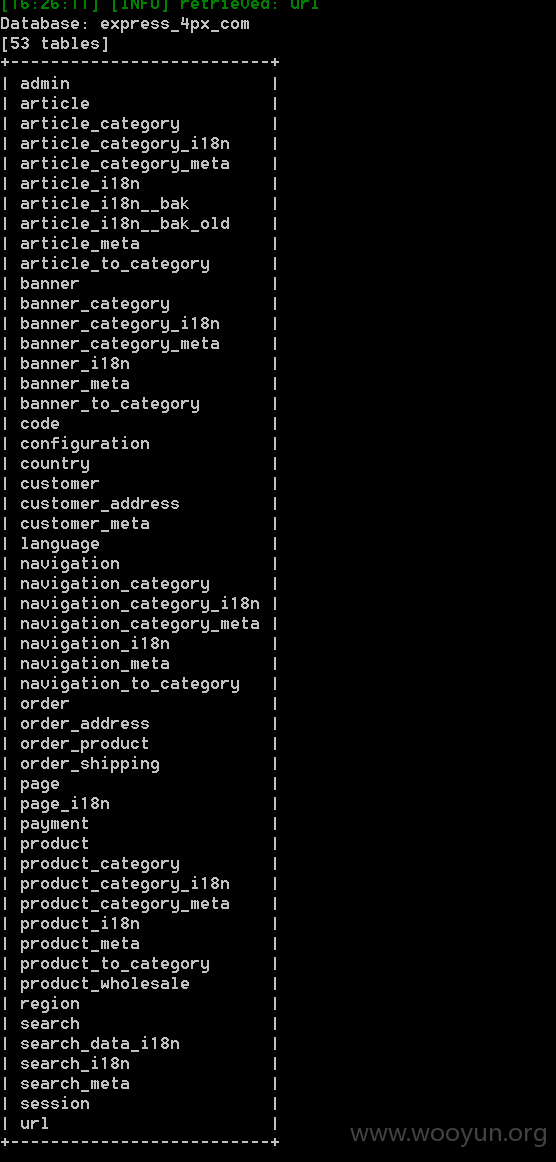 [16:26:11] [INFO] retrieved: url
Database: express_4px_com
[53 tables]
+--------------------------+
| admin |
| article |
| article_category |
| article_category_i18n |
| article_category_meta |
| article_i18n |
| article_i18n__bak |
| article_i18n__bak_old |
| article_meta |
| article_to_category |
| banner |
| banner_category |
| banner_category_i18n |
| banner_category_meta |
| banner_i18n |
| banner_meta |
| banner_to_category |
| code |
| configuration |
| country |
| customer |
| customer_address |
| customer_meta |
| language |
| navigation |
| navigation_category |
| navigation_category_i18n |
| navigation_category_meta |
| navigation_i18n |
| navigation_meta |
| navigation_to_category |
| order |
| order_address |
| order_product |
| order_shipping |
| page |
| page_i18n |
| payment |
| product |
| product_category |
| product_category_i18n |
| product_category_meta |
| product_i18n |
| product_meta |
| product_to_category |
| product_wholesale |
| region |
| search |
| search_data_i18n |
| search_i18n |
| search_meta |
| session |
| url |
+--------------------------+
www.wooyun.org